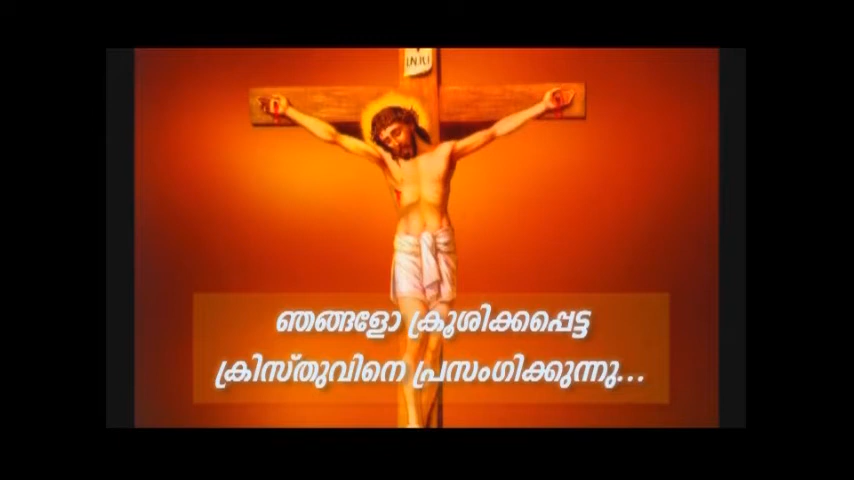 I.N.R.I
ഞങ്ങളോ ക്രൂശിക്കപ്പെട്ട
ക്രിസ്തുവിനെ പ്രസംഗിക്കുന്നു...